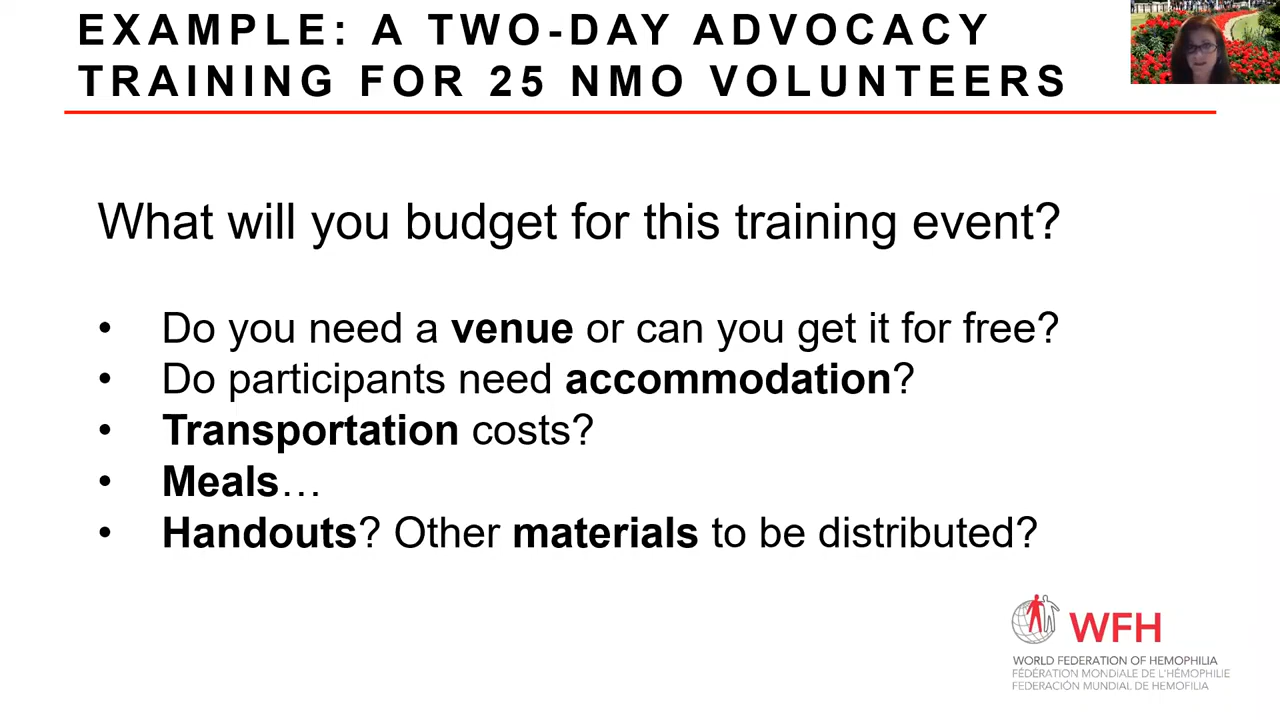 EXAMPLE: A TWO-DAY ADVOCACY
TRAINING FOR 25 NMO VOLUNTEERS
What will you budget for this training event?
• Do you need a venue or can you get it for free?
• Do participants need accommodation?
• Transportation costs?
• Meals…
• Handouts? Other materials to be distributed?
WFH
WORLD FEDERATION OF HEMOPHILIA
FÉDÉRATION MONDIALE DE L'HÉMOPHILIE
FEDERACIÓN MUNDIAL DE HEMOFILIA